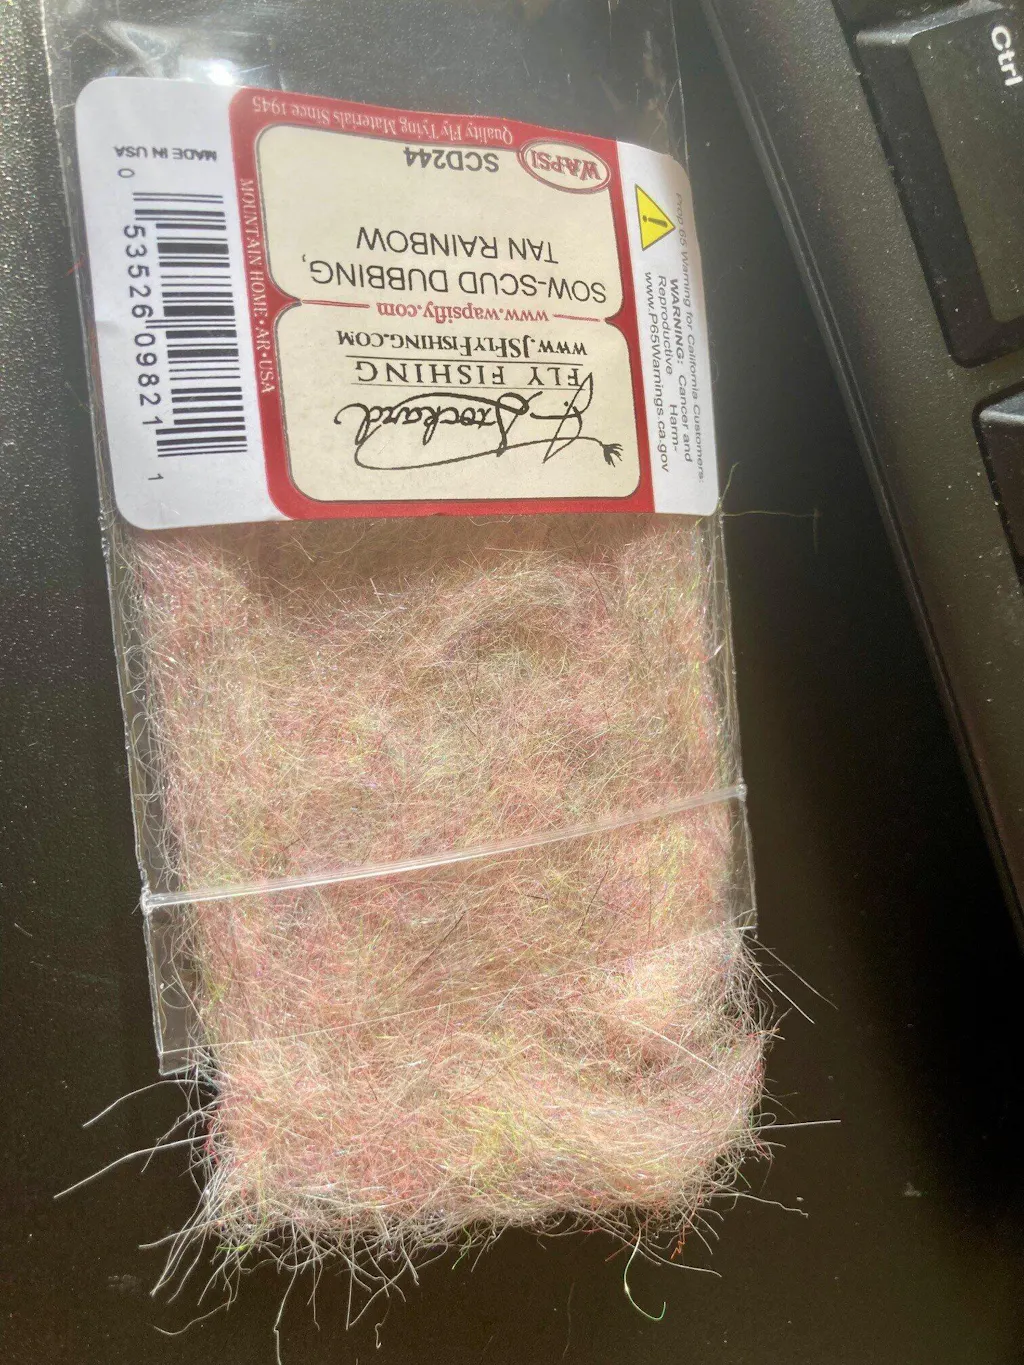 Quality Fly Tying Materials Since 1945
WAPSI
SCD244
SOW-SCUD DUBBING,
TAN RAINBOW
www.wapsifly.com
www.JSFlyFishing.com
FLY FISHING
J. Stockard
MOUNTAIN HOME • AR • USA
MADE IN USA
0 53526 09821 1
Prop 65 Warning for California Customers:
WARNING: Cancer and
Reproductive Harm-
www.P65Warnings.ca.gov
Ctrl